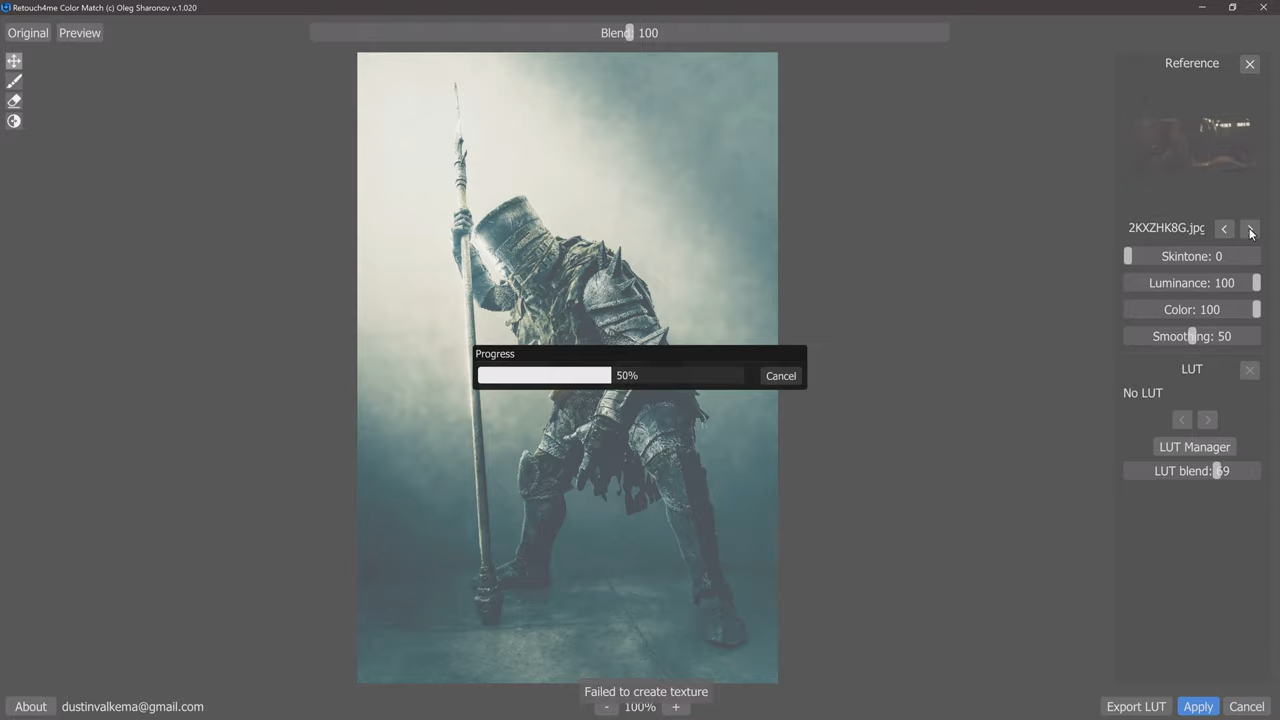 Retouch4me Color Match (c) Oleg Sharonov v.1.020
Original
Preview
Blend: 100
Reference
2KXZHK8G.jpg
<
>
Skintone: 0
Luminance: 100
Color: 100
Smoothing: 50
Progress
50%
Cancel
LUT
No LUT
< >
LUT Manager
LUT blend: 69
Failed to create texture
About
dustinvalkema@gmail.com
- 100% +
Export LUT
Apply
Cancel